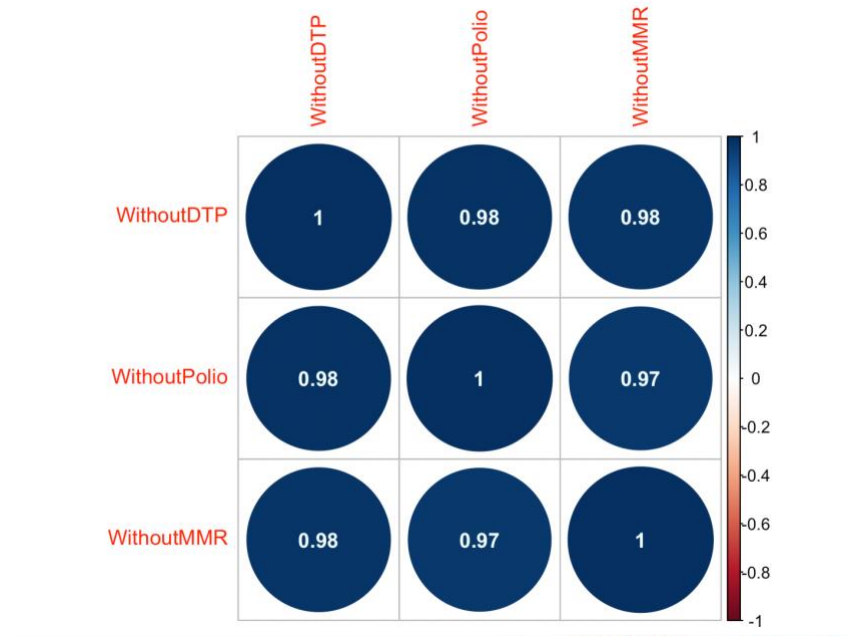 WithoutDTP
WithoutPolio
WithoutMMR
WithoutDTP 1 0.98 0.98
WithoutPolio 0.98 1 0.97
WithoutMMR 0.98 0.97 1
1
0.8
0.6
0.4
0.2
0
-0.2
-0.4
-0.6
-0.8
-1